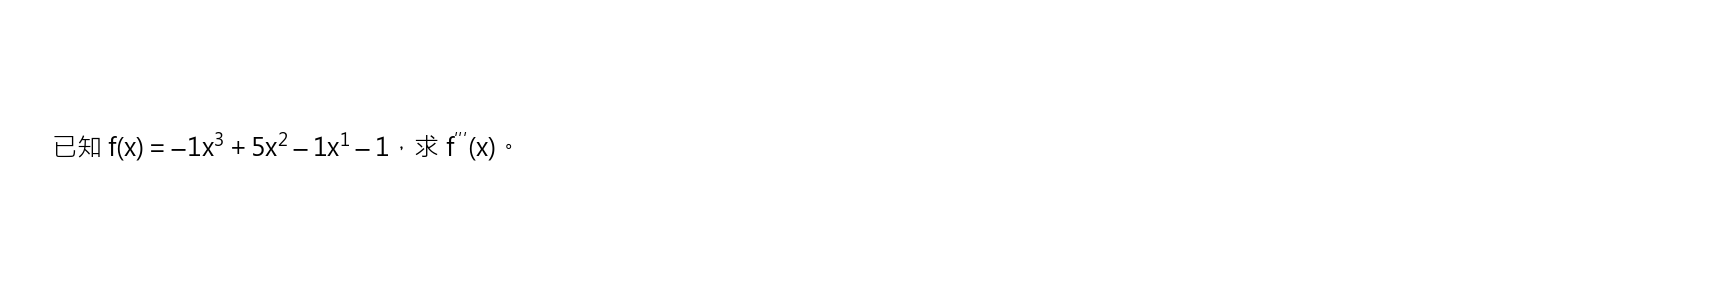 已知 f(x) = –1x³ + 5x² – 1x¹ – 1，求 f′′′(x)。